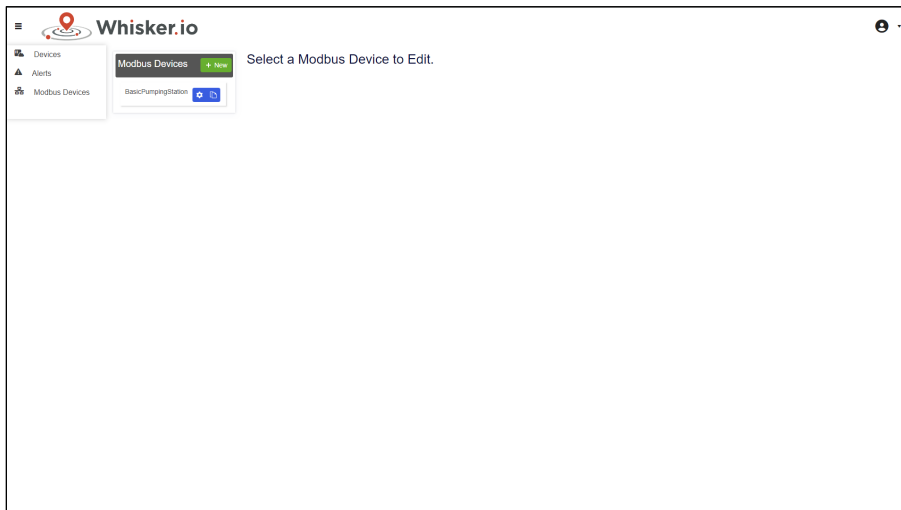 Whisker.io
Devices
Alerts
Modbus Devices
Modbus Devices
+ New
BasicPumpingStation
Select a Modbus Device to Edit.